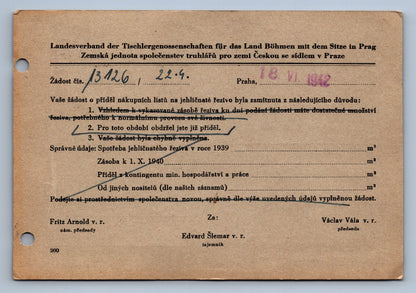 Landesverband der Tischlergenossenschaften für das Land Böhmen mit dem Sitze in Prag
Zemská jednota společenstev truhlářů pro zemi Českou se sídlem v Praze
Žádost čís. 13126, 22.4. Praha, 18 VI. 1942
Vaše žádost o příděl nákupních listů na jehličnaté řezivo byla zamítnuta z následujícího důvodu:
1. Vzhledem k vykázané zásobě řeziva ku dni podání žádosti máte dostatečné množství
řeziva, potřebného k normálnímu provozu své živnosti.
2. Pro toto období obdržel jste již příděl.
3. Vaše žádost byla chybně vyplněna.
Správné údaje: Spotřeba jehličnatého řeziva v roce 1939 m³
Zásoba k 1. X. 1940 m³
Příděl z kontingentu min. hospodářství a práce m³
Od jiných nositelů (dle našich záznamů) m³
Podejte si prostřednictvím společenstva novou, správně dle výše uvedených údajů vyplněnou žádost.
Za:
Fritz Arnold v. r. Václav Vála v. r.
nám. předsedy předseda
Edvard Šlemar v. r.
tajemník
360